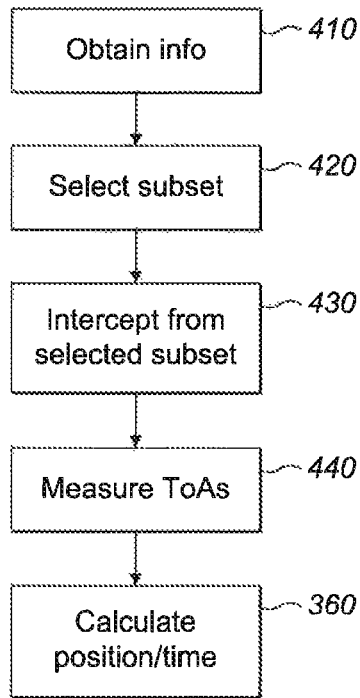 Obtain info
410
Select subset
420
Intercept from
selected subset
430
Measure ToAs
440
Calculate
position/time
360